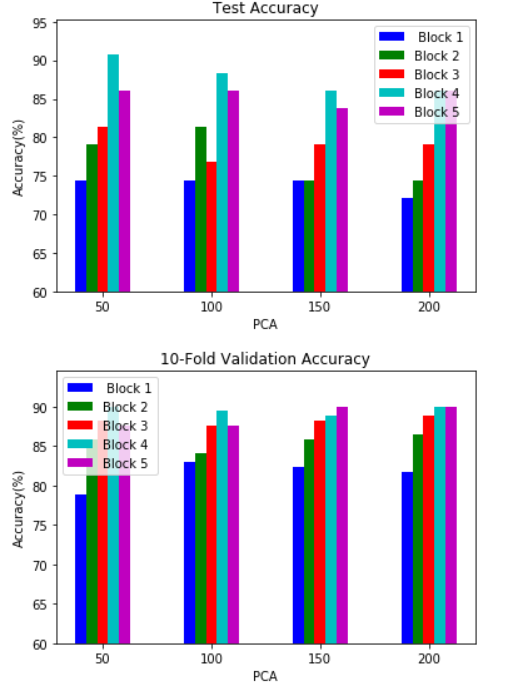 Test Accuracy
95
90
85
80
75
70
65
60
Accuracy(%)
Block 1
Block 2
Block 3
Block 4
Block 5
50 100 150 200
PCA
10-Fold Validation Accuracy
90
85
80
75
70
65
60
Accuracy(%)
Block 1
Block 2
Block 3
Block 4
Block 5
50 100 150 200
PCA